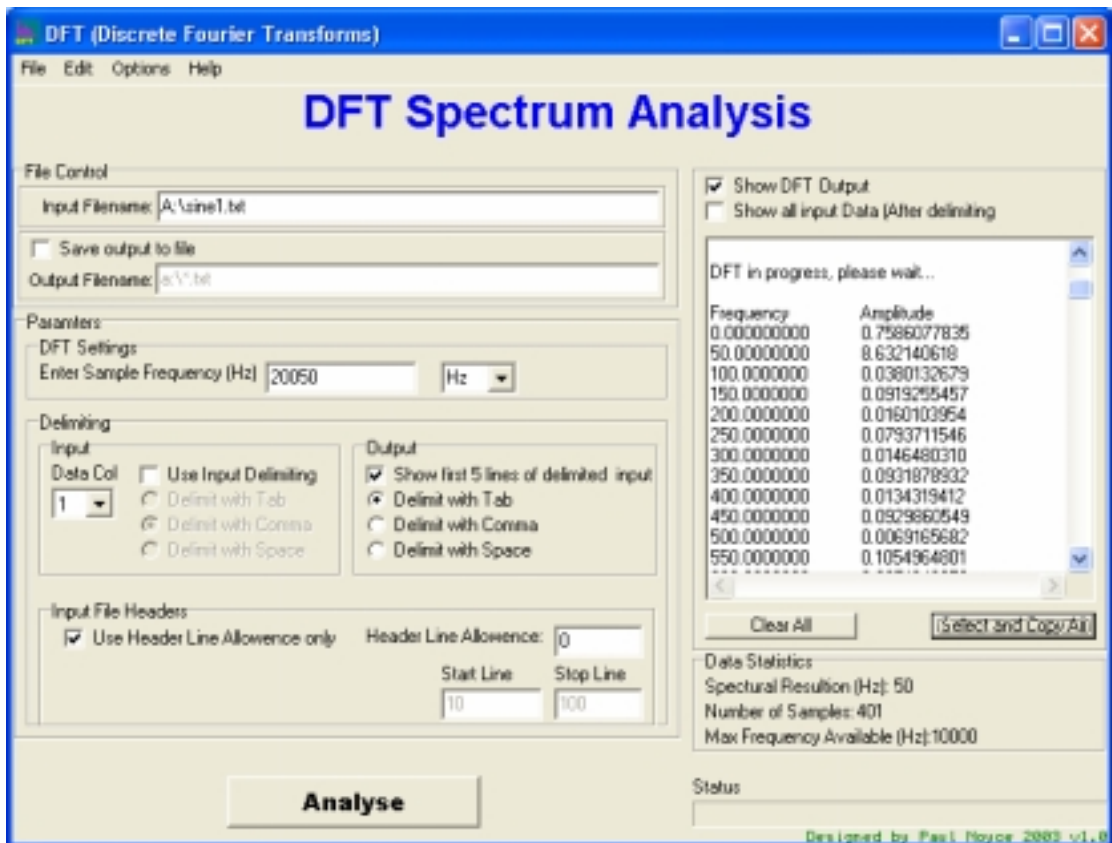 DFT (Discrete Fourier Transforms)
File Edit Options Help
DFT Spectrum Analysis
File Control
Input Filename: A:\sine1.txt
Save output to file
Output Filename: a:\*.txt
Paramters
DFT Settings
Enter Sample Frequency (Hz) 20050 Hz
Delimiting
Input
Data Col
1
Use Input Delimiting
Delimit with Tab
Delimit with Comma
Delimit with Space
Output
Show first 5 lines of delimited input
Delimit with Tab
Delimit with Comma
Delimit with Space
Input File Headers
Use Header Line Allowence only
Header Line Allowence: 0
Start Line Stop Line
10 100
Analyse
Show DFT Output
Show all input Data (After delimiting
DFT in progress, please wait...
Frequency Amplitude
0.000000000 0.7586077835
50.00000000 8.632140618
100.0000000 0.0380132679
150.0000000 0.0919255457
200.0000000 0.0160103954
250.0000000 0.0793711546
300.0000000 0.0146480310
350.0000000 0.0931878932
400.0000000 0.0134319412
450.0000000 0.0929860549
500.0000000 0.0069165682
550.0000000 0.1054964801
Clear All Select and Copy All
Data Statistics
Spectral Resultion (Hz): 50
Number of Samples: 401
Max Frequency Available (Hz):10000
Status
Designed by Paul Noyce 2003 v1.0